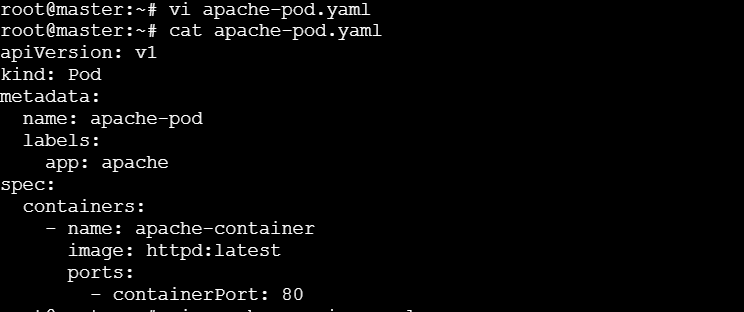 root@master:~# vi apache-pod.yaml
root@master:~# cat apache-pod.yaml
apiVersion: v1
kind: Pod
metadata:
  name: apache-pod
  labels:
    app: apache
spec:
  containers:
    - name: apache-container
      image: httpd:latest
      ports:
        - containerPort: 80